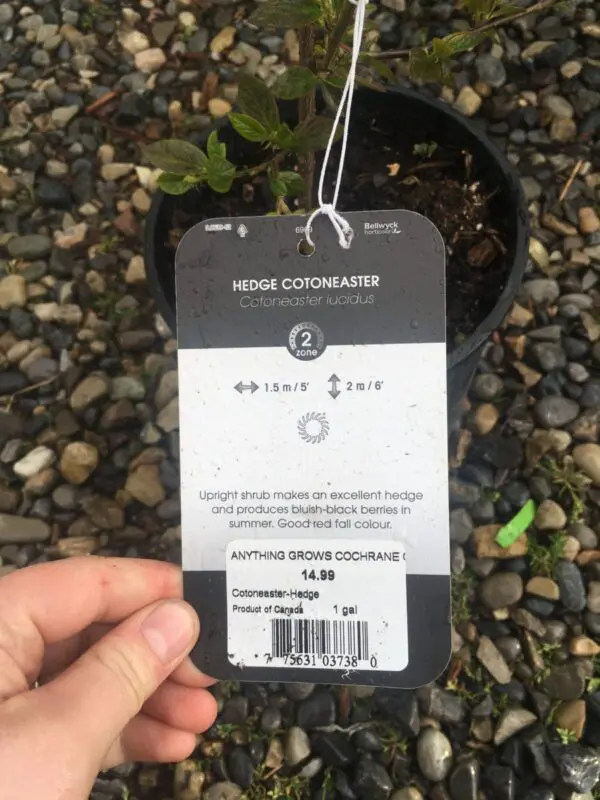 Bellwyck
horticulture
HEDGE COTONEASTER
Cotoneaster lucidus
2
zone
1.5 m / 5' 2 m / 6'
Upright shrub makes an excellent hedge
and produces bluish-black berries in
summer. Good red fall colour.
ANYTHING GROWS COCHRANE
14.99
Cotoneaster-Hedge
Product of Canada 1 gal
7 75631 03738 0